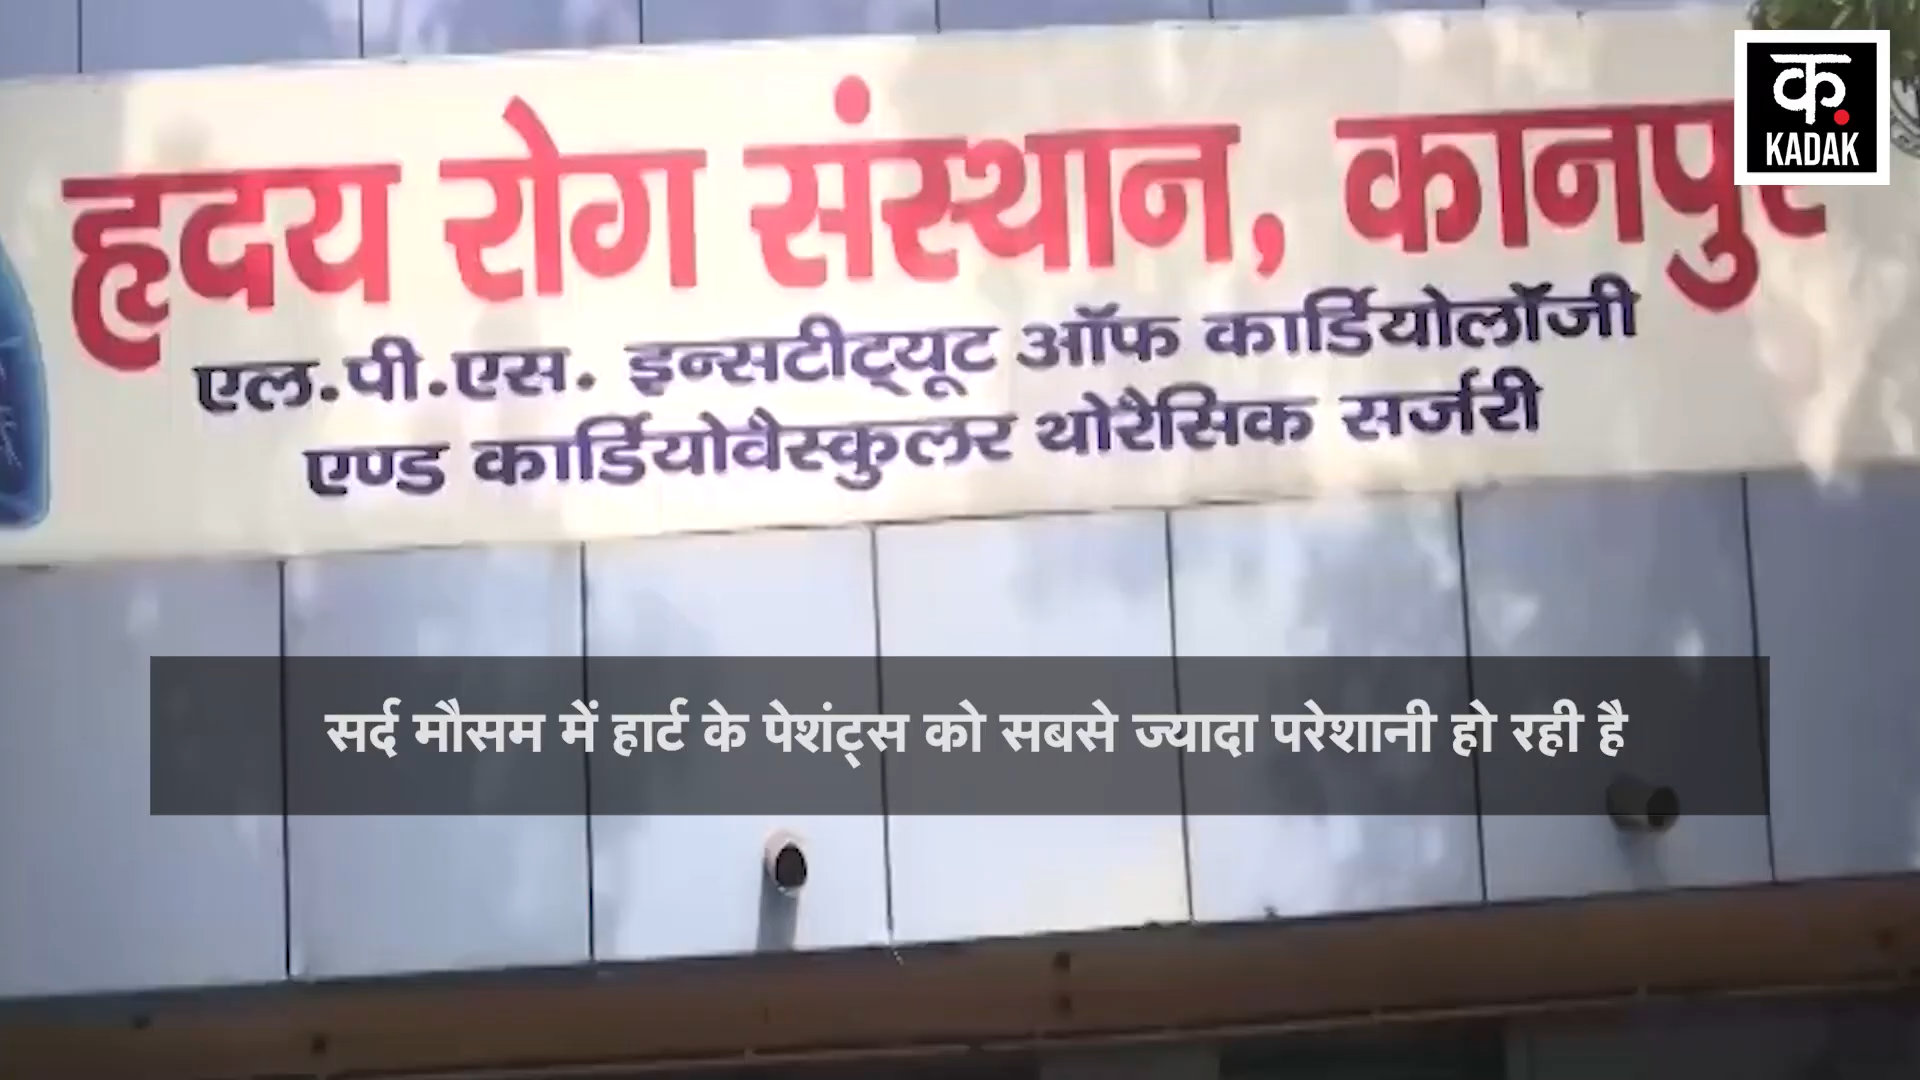 क.
KADAK
हृदय रोग संस्थान, कानपुर
एल.पी.एस. इन्सटीट्यूट ऑफ कार्डियोलॉजी
एण्ड कार्डियोवैस्कुलर थोरैसिक सर्जरी
सर्द मौसम में हार्ट के पेशंट्स को सबसे ज्यादा परेशानी हो रही है